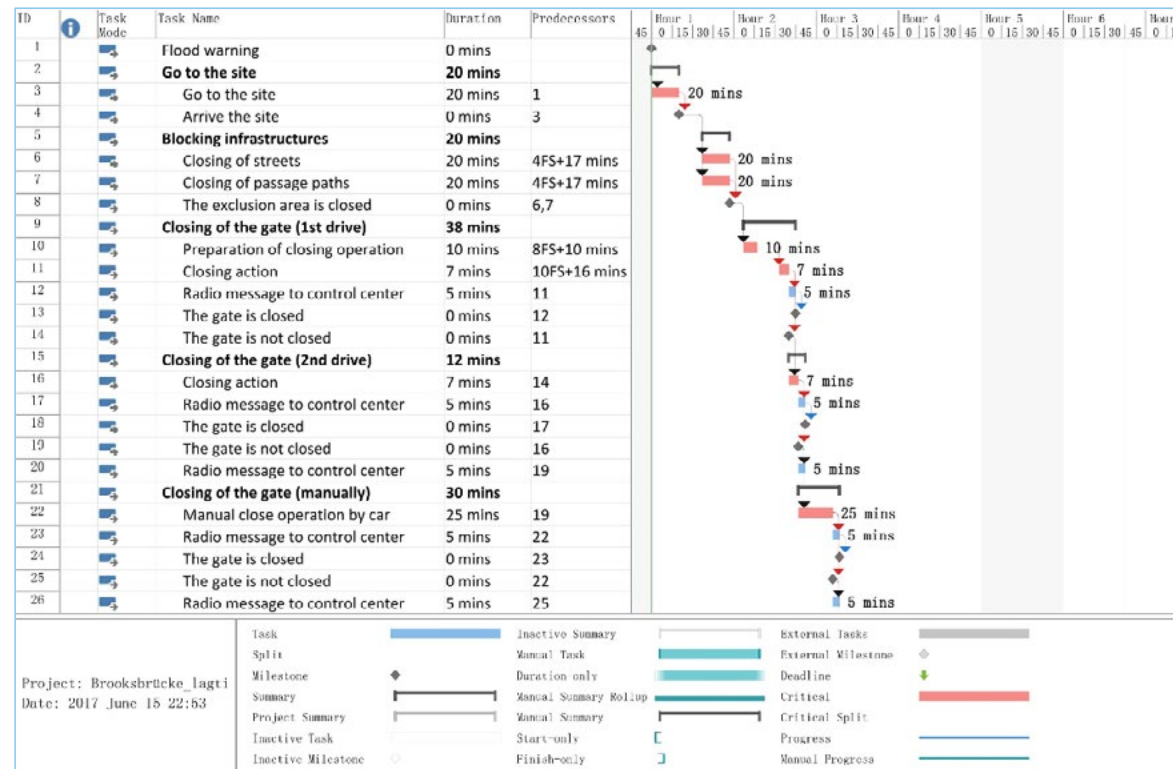 ID Task Mode Task Name Duration Predecessors Hour 1 Hour 2 Hour 3 Hour 4 Hour 5 Hour 6 Hour
45 0 15 30 45 0 15 30 45 0 15 30 45 0 15 30 45 0 15 30 45 0 15 30 45 0
1 Flood warning 0 mins
2 Go to the site 20 mins
3 Go to the site 20 mins 1 20 mins
4 Arrive the site 0 mins 3
5 Blocking infrastructures 20 mins
6 Closing of streets 20 mins 4FS+17 mins 20 mins
7 Closing of passage paths 20 mins 4FS+17 mins 20 mins
8 The exclusion area is closed 0 mins 6,7
9 Closing of the gate (1st drive) 38 mins
10 Preparation of closing operation 10 mins 8FS+10 mins 10 mins
11 Closing action 7 mins 10FS+16 mins 7 mins
12 Radio message to control center 5 mins 11 5 mins
13 The gate is closed 0 mins 12
14 The gate is not closed 0 mins 11
15 Closing of the gate (2nd drive) 12 mins
16 Closing action 7 mins 14 7 mins
17 Radio message to control center 5 mins 16 5 mins
18 The gate is closed 0 mins 17
19 The gate is not closed 0 mins 16
20 Radio message to control center 5 mins 19 5 mins
21 Closing of the gate (manually) 30 mins
22 Manual close operation by car 25 mins 19 25 mins
23 Radio message to control center 5 mins 22 5 mins
24 The gate is closed 0 mins 23
25 The gate is not closed 0 mins 22
26 Radio message to control center 5 mins 25 5 mins
Project: Brooksbrücke_lagti
Date: 2017 June 15 22:53
Task Inactive Summary External Tasks
Split Manual Task External Milestone
Milestone Duration only Deadline
Summary Manual Summary Rollup Critical
Project Summary Manual Summary Critical Split
Inactive Task Start-only Progress
Inactive Milestone Finish-only Manual Progress